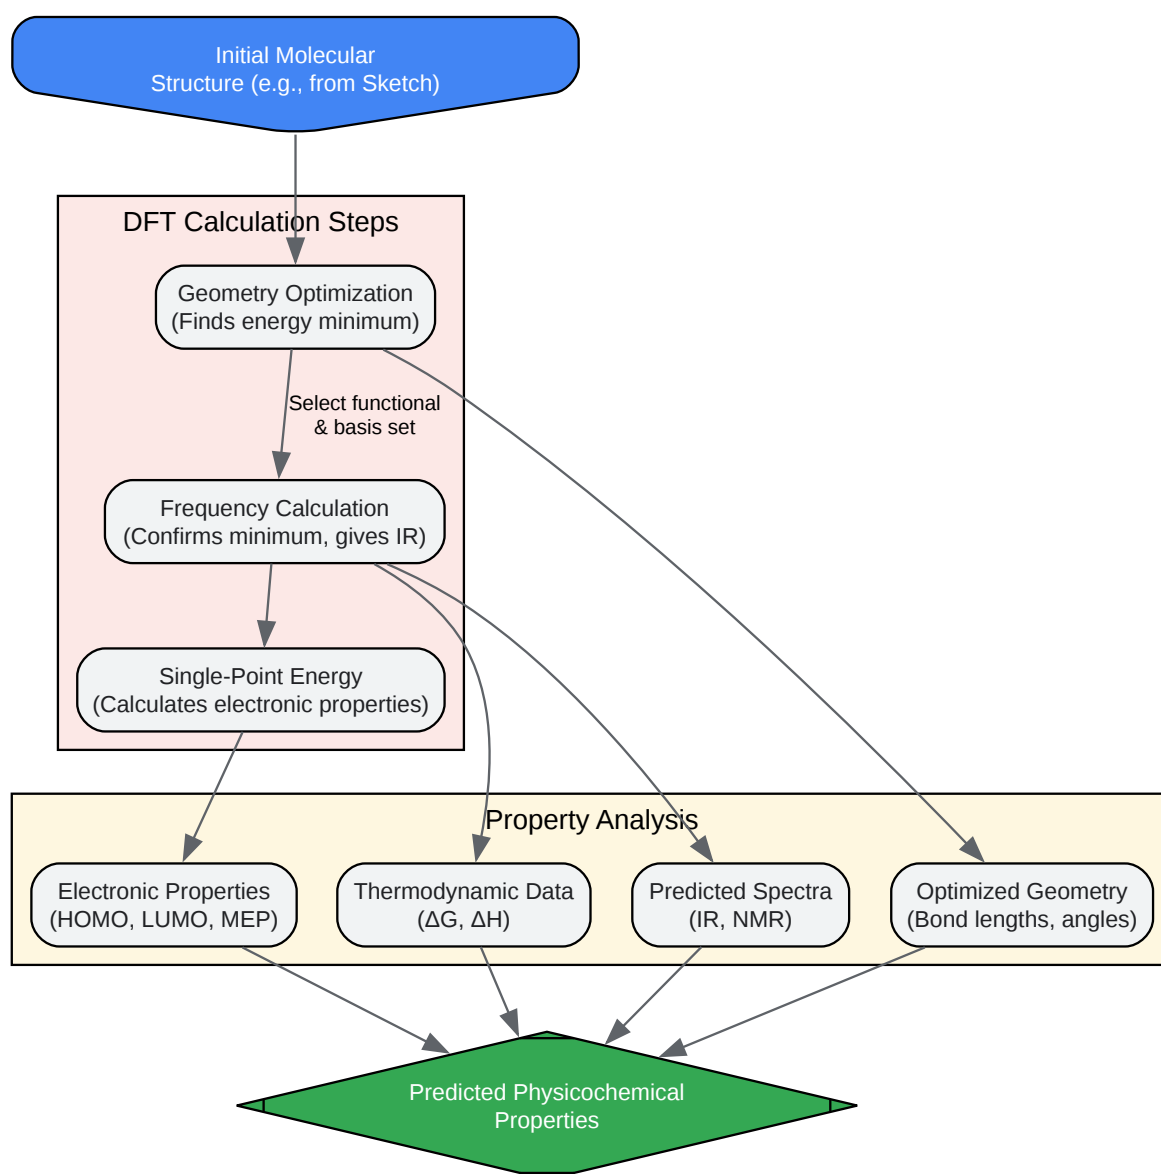 Initial Molecular
Structure (e.g., from Sketch)
DFT Calculation Steps
Geometry Optimization
(Finds energy minimum)
Select functional
& basis set
Frequency Calculation
(Confirms minimum, gives IR)
Single-Point Energy
(Calculates electronic properties)
Property Analysis
Electronic Properties
(HOMO, LUMO, MEP)
Thermodynamic Data
(ΔG, ΔH)
Predicted Spectra
(IR, NMR)
Optimized Geometry
(Bond lengths, angles)
Predicted Physicochemical
Properties